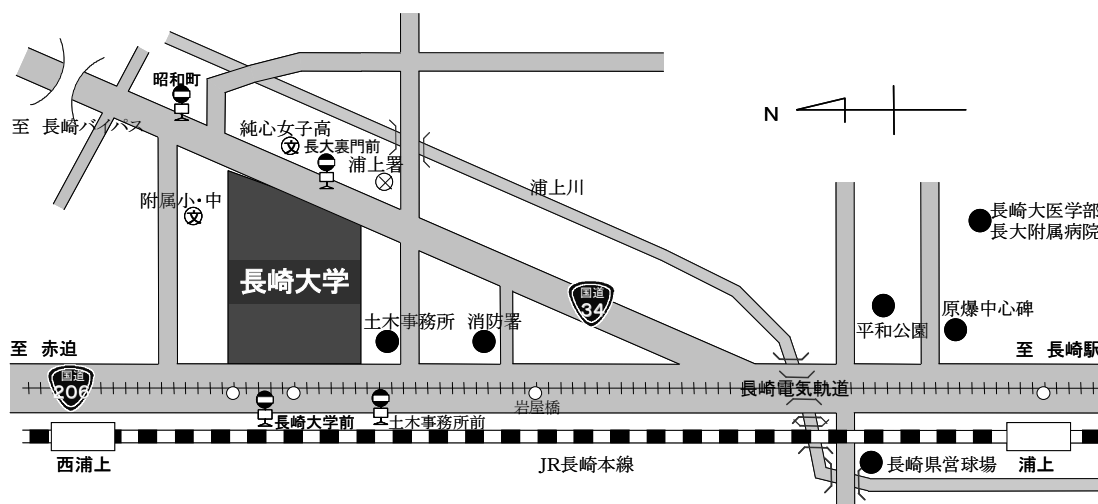 昭和町
至 長崎バイパス
純心女子高
文
長大裏門前
浦上署
N
附属小・中
文
浦上川
長崎大医学部
長大附属病院
長崎大学
国道
34
土木事務所
消防署
平和公園
原爆中心碑
至 赤迫
至 長崎駅
国道
206
長崎電気軌道
長崎大学前
土木事務所前
岩屋橋
西浦上
JR長崎本線
長崎県営球場
浦上